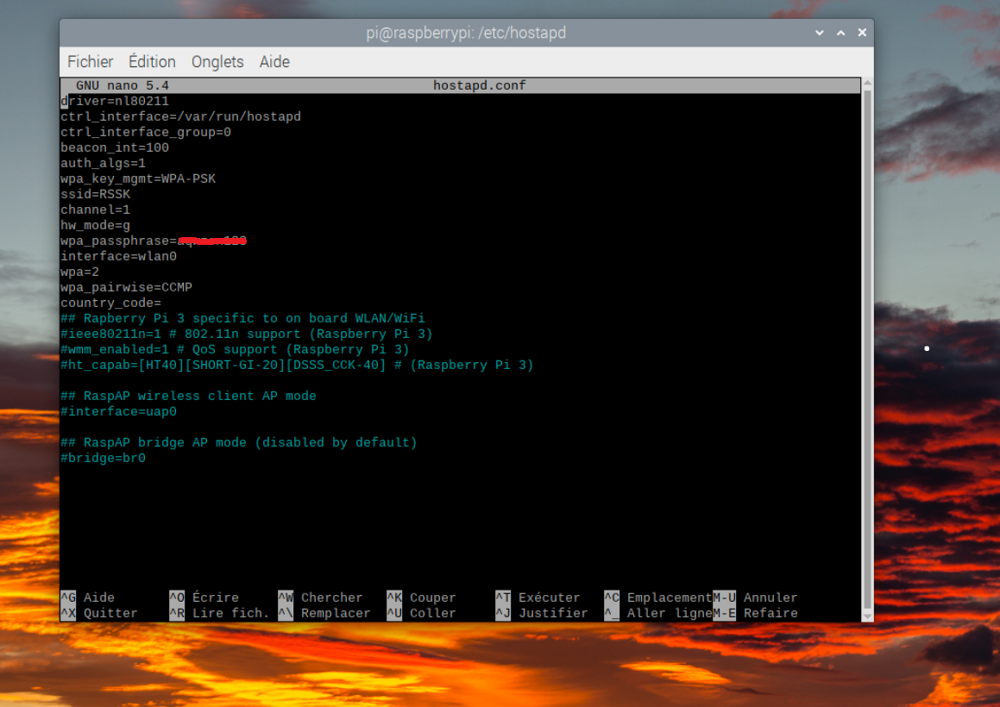 pi@raspberrypi: /etc/hostapd
Fichier Édition Onglets Aide
GNU nano 5.4 hostapd.conf
driver=nl80211
ctrl_interface=/var/run/hostapd
ctrl_interface_group=0
beacon_int=100
auth_algs=1
wpa_key_mgmt=WPA-PSK
ssid=RSSK
channel=1
hw_mode=g
wpa_passphrase=
interface=wlan0
wpa=2
wpa_pairwise=CCMP
country_code=
## Rapberry Pi 3 specific to on board WLAN/WiFi
#ieee80211n=1 # 802.11n support (Raspberry Pi 3)
#wmm_enabled=1 # QoS support (Raspberry Pi 3)
#ht_capab=[HT40][SHORT-GI-20][DSSS_CCK-40] # (Raspberry Pi 3)
## RaspAP wireless client AP mode
#interface=uap0
## RaspAP bridge AP mode (disabled by default)
#bridge=br0
^G Aide ^O Écrire ^W Chercher ^K Couper ^T Exécuter ^C Emplacement M-U Annuler
^X Quitter ^R Lire fich. ^\ Remplacer ^U Coller ^J Justifier ^_ Aller ligne M-E Refaire